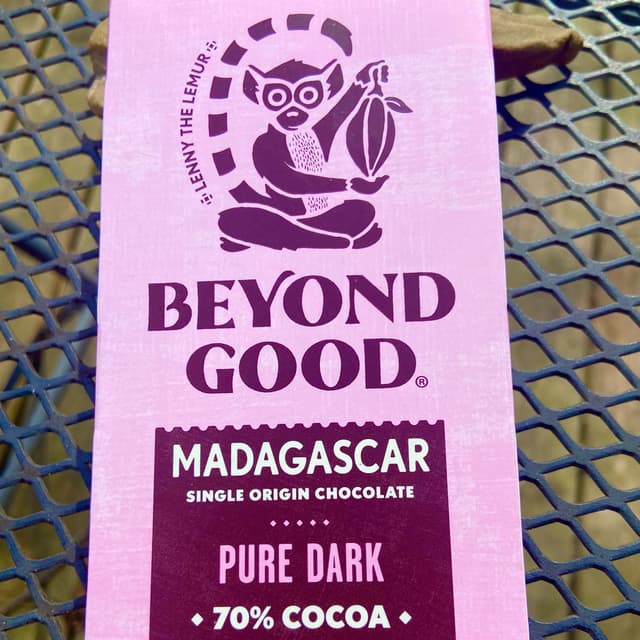 LENNY THE LEMUR
BEYOND
GOOD®
MADAGASCAR
SINGLE ORIGIN CHOCOLATE
PURE DARK
70% COCOA